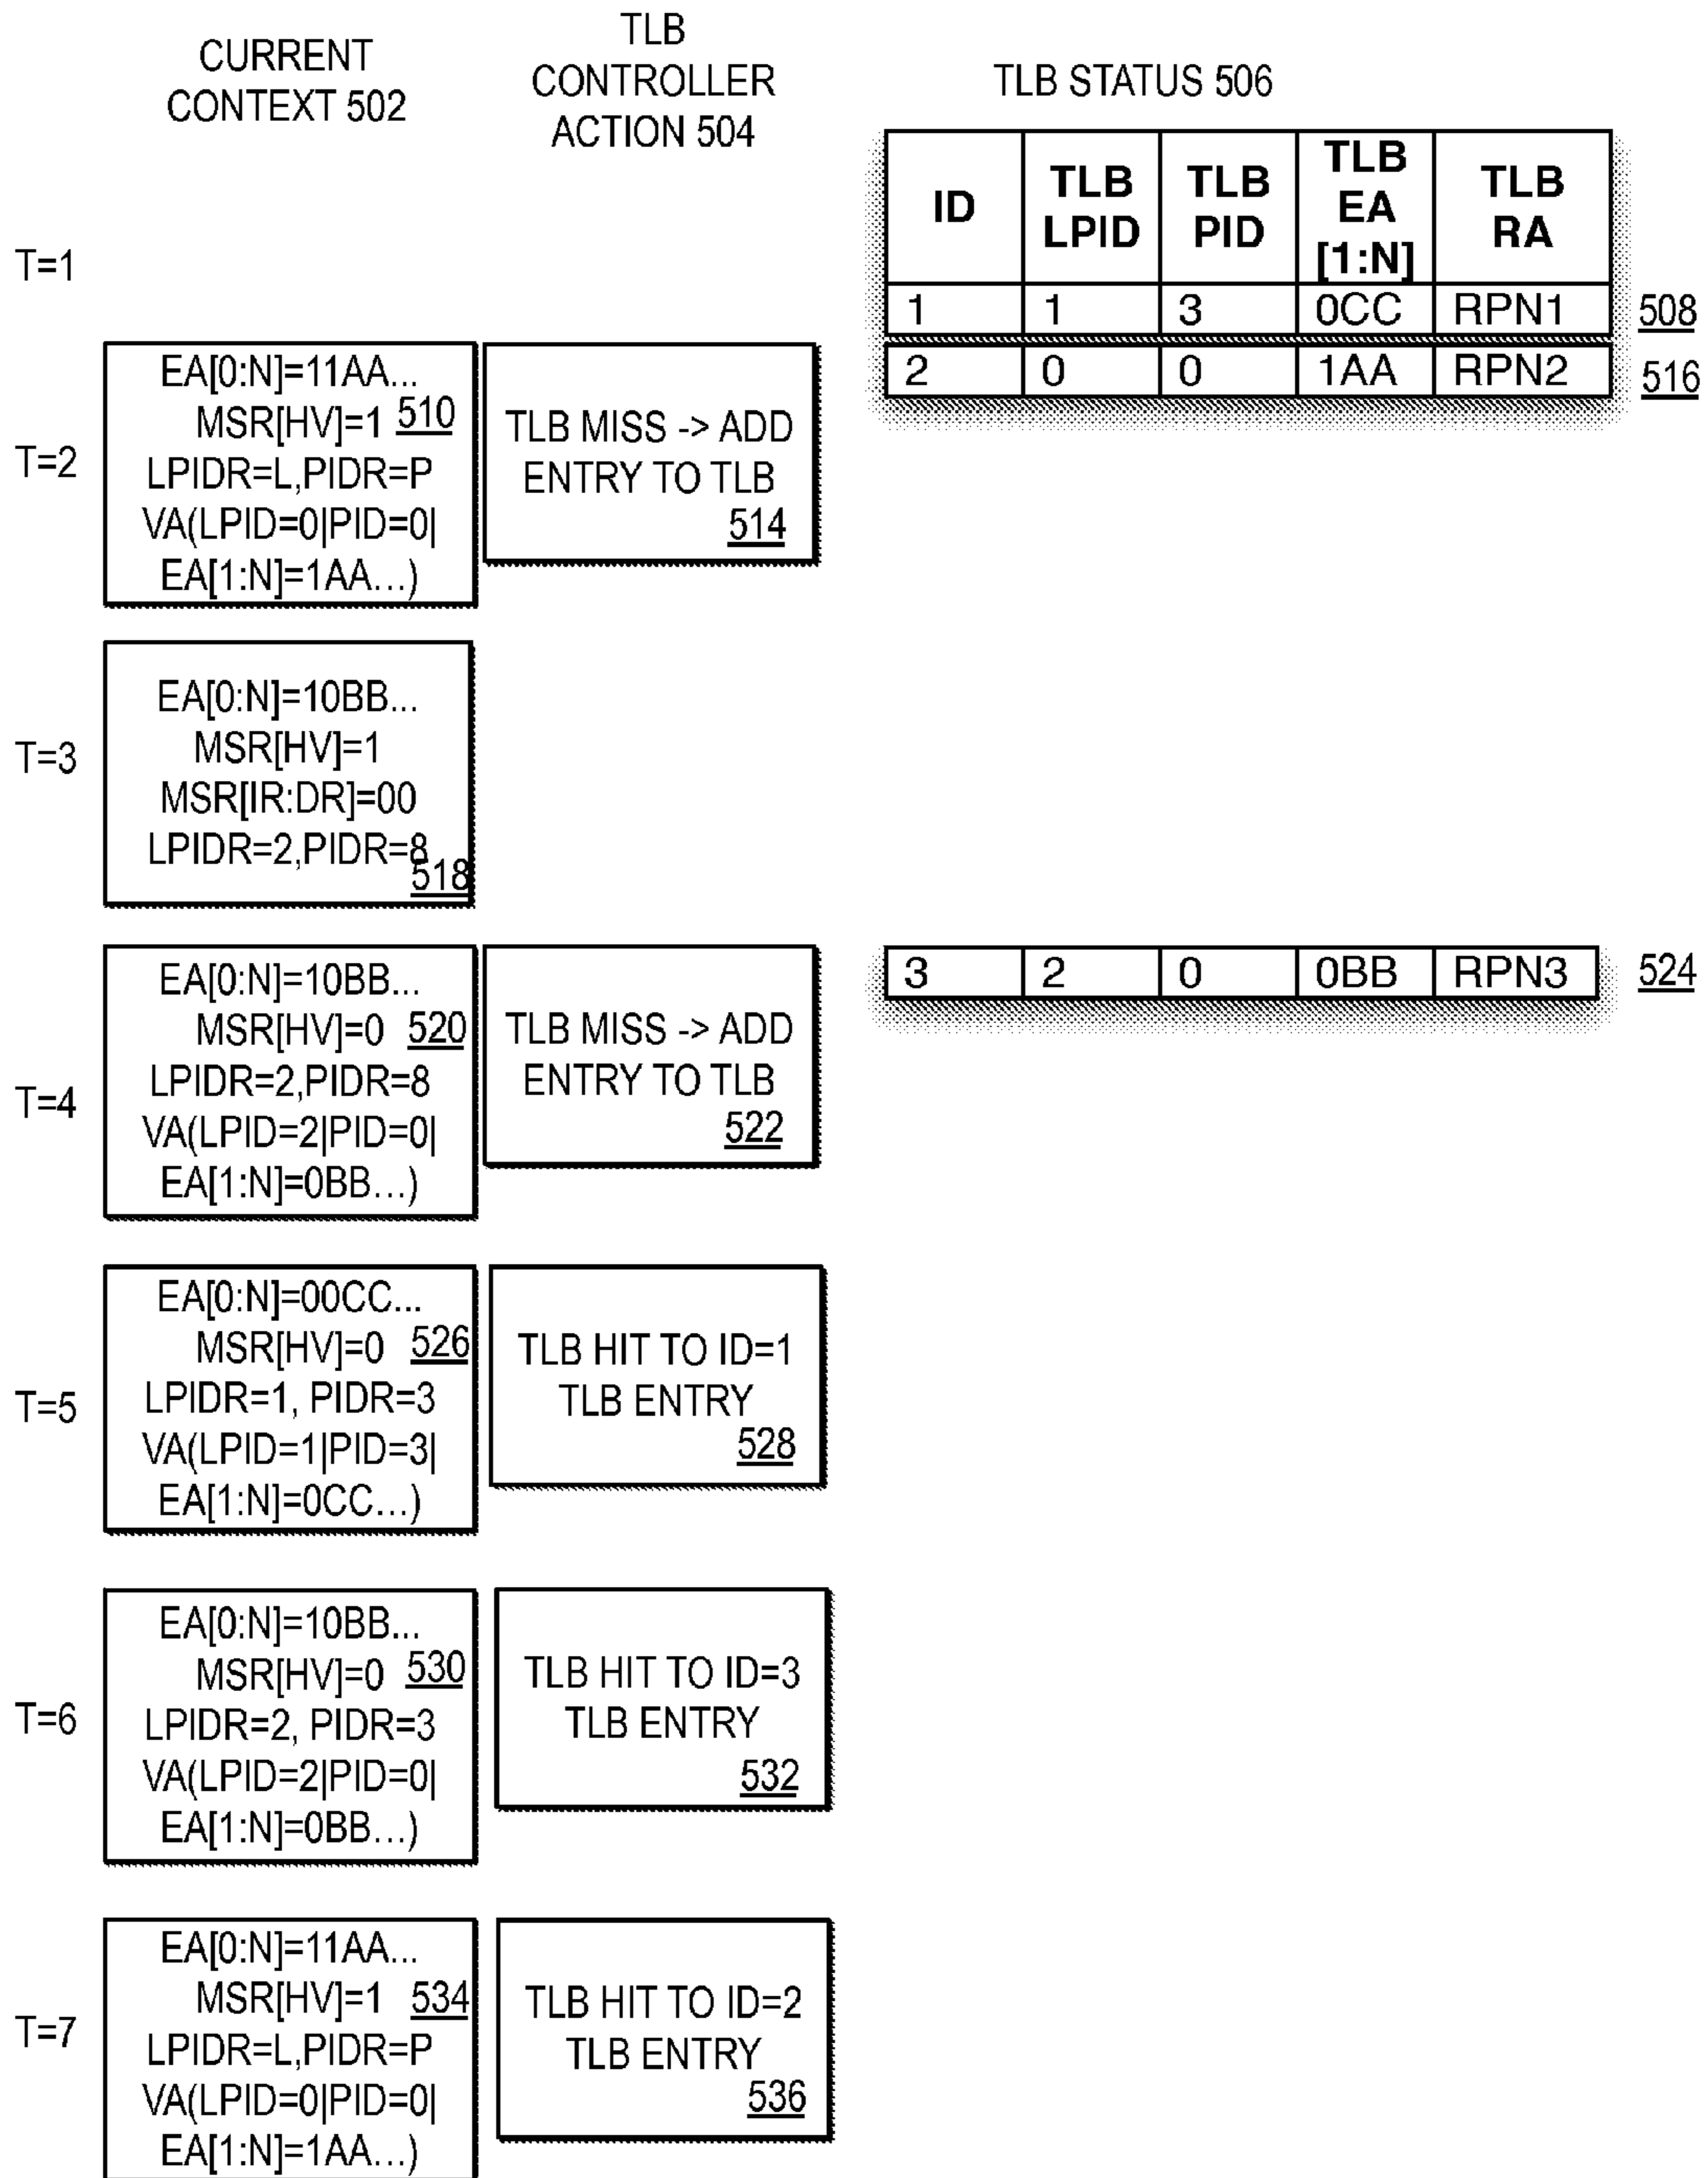 CURRENT
CONTEXT 502
TLB
CONTROLLER
ACTION 504
TLB STATUS 506
T=1
ID
TLB
LPID
TLB
PID
TLB
EA
[1:N]
TLB
RA
1 1 3 0CC RPN1 508
2 0 0 1AA RPN2 516
T=2
EA[0:N]=11AA...
MSR[HV]=1 510
LPIDR=L,PIDR=P
VA(LPID=0|PID=0|
EA[1:N]=1AA...)
TLB MISS -> ADD
ENTRY TO TLB
514
T=3
EA[0:N]=10BB...
MSR[HV]=1
MSR[IR:DR]=00
LPIDR=2,PIDR=8
518
T=4
EA[0:N]=10BB...
MSR[HV]=0 520
LPIDR=2,PIDR=8
VA(LPID=2|PID=0|
EA[1:N]=0BB...)
TLB MISS -> ADD
ENTRY TO TLB
522
3 2 0 0BB RPN3 524
T=5
EA[0:N]=00CC...
MSR[HV]=0 526
LPIDR=1, PIDR=3
VA(LPID=1|PID=3|
EA[1:N]=0CC...)
TLB HIT TO ID=1
TLB ENTRY
528
T=6
EA[0:N]=10BB...
MSR[HV]=0 530
LPIDR=2, PIDR=3
VA(LPID=2|PID=0|
EA[1:N]=0BB...)
TLB HIT TO ID=3
TLB ENTRY
532
T=7
EA[0:N]=11AA...
MSR[HV]=1 534
LPIDR=L,PIDR=P
VA(LPID=0|PID=0|
EA[1:N]=1AA...)
TLB HIT TO ID=2
TLB ENTRY
536